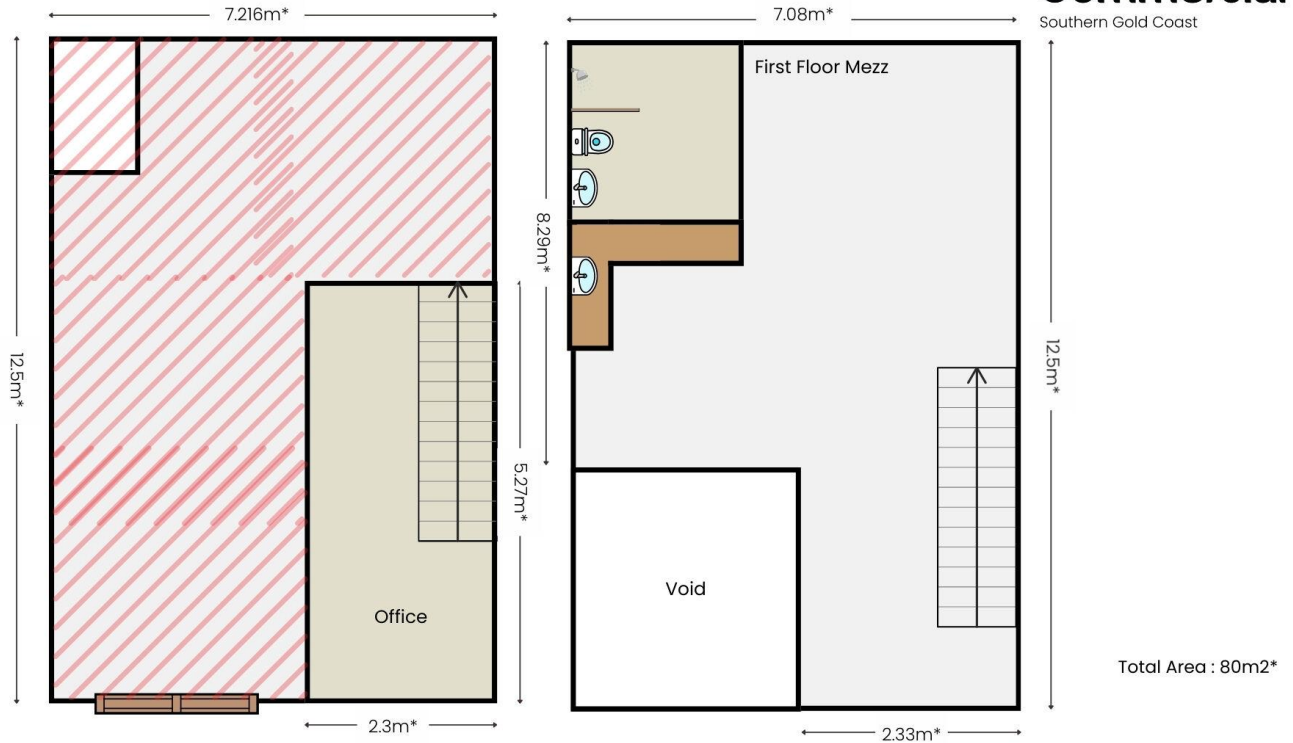 Southern Gold Coast
7.216m*
7.08m*
First Floor Mezz
8.29m*
12.5m*
12.5m*
5.27m*
Void
Office
Total Area : 80m2*
2.3m*
2.33m*